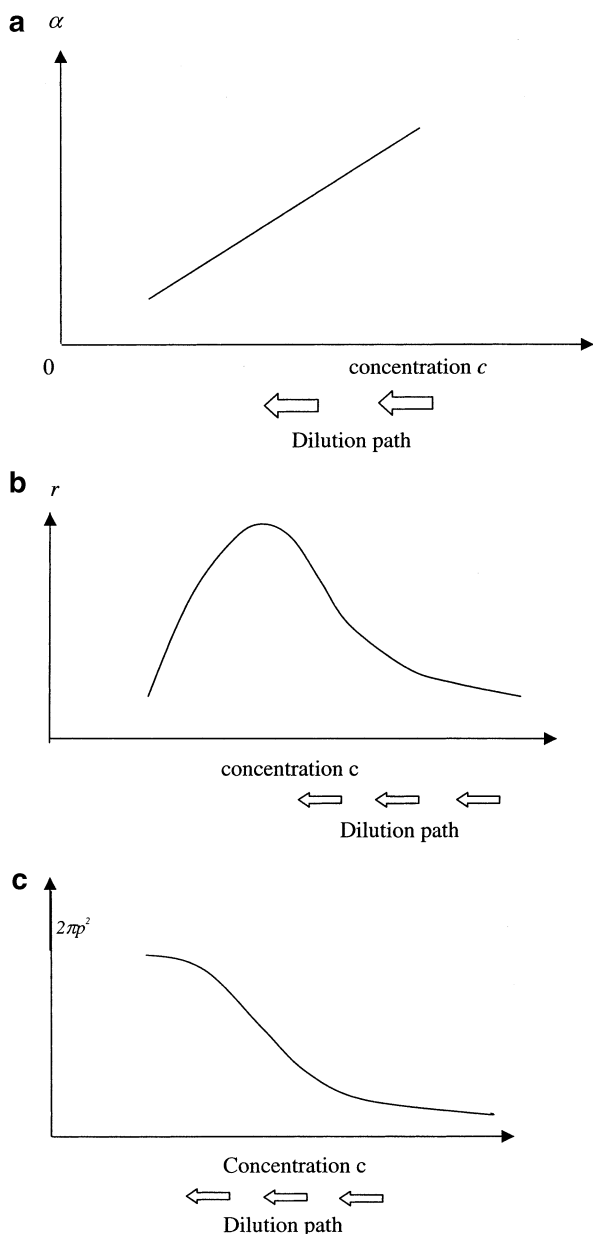 a α
0 concentration c
Dilution path
b r
concentration c
Dilution path
c
2πp²
Concentration c
Dilution path